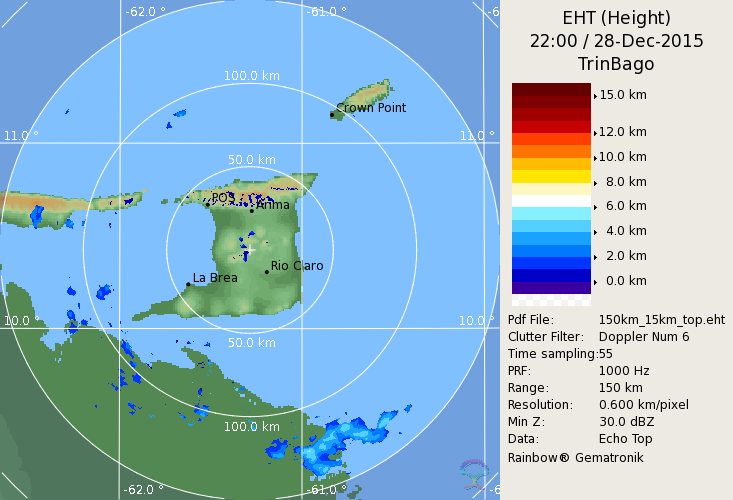 -62.0 °
-61.0 °
-6
EHT (Height)
22:00 / 28-Dec-2015
TrinBago
100.0 km
15.0 km
Crown Point
11.0 °
11.0 °
12.0 km
50.0 km
10.0 km
8.0 km
POS
Arima
6.0 km
4.0 km
Rio Claro
2.0 km
La Brea
0.0 km
10.0 °
10.0 °
50.0 km
Pdf File: 150km_15km_top.eht
Clutter Filter: Doppler Num 6
Time sampling:55
PRF: 1000 Hz
Range: 150 km
Resolution: 0.600 km/pixel
Min Z: 30.0 dBZ
Data: Echo Top
100.0 km
Rainbow® Gematronik
-62.0 °
-61.0 °
-6